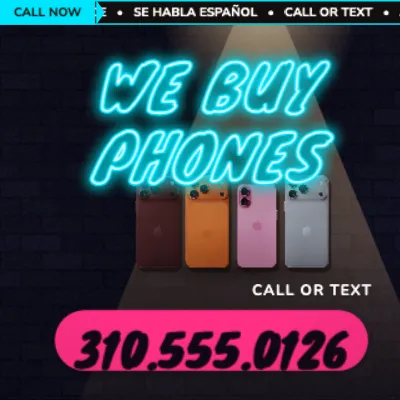 CALL NOW
• SE HABLA ESPAÑOL • CALL OR TEXT •
WE BUY
PHONES
CALL OR TEXT
310.555.0126